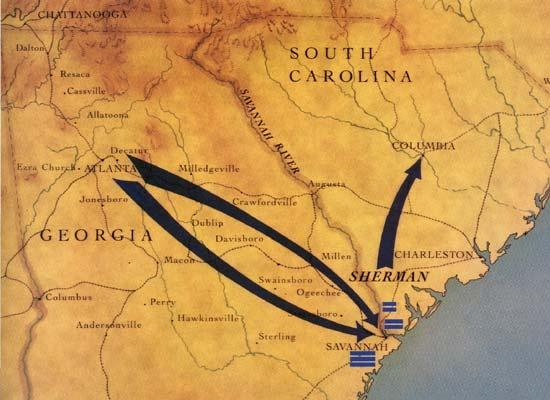 CHATTANOOGA
Dalton
SOUTH
CAROLINA
Resaca
Cassville
Allatoona
SAVANNAH RIVER
COLUMBIA
Decatur
Ezra Church
ATLANTA
Milledgeville
Augusta
Jonesboro
Crawfordville
Dublip
GEORGIA
Davisboro
Macon
Millen
CHARLESTON
SHERMAN
Swainsboro
Ogeechee
Columbus
Perry
Hawkinsville
Andersonville
Sterling
SAVANNAH